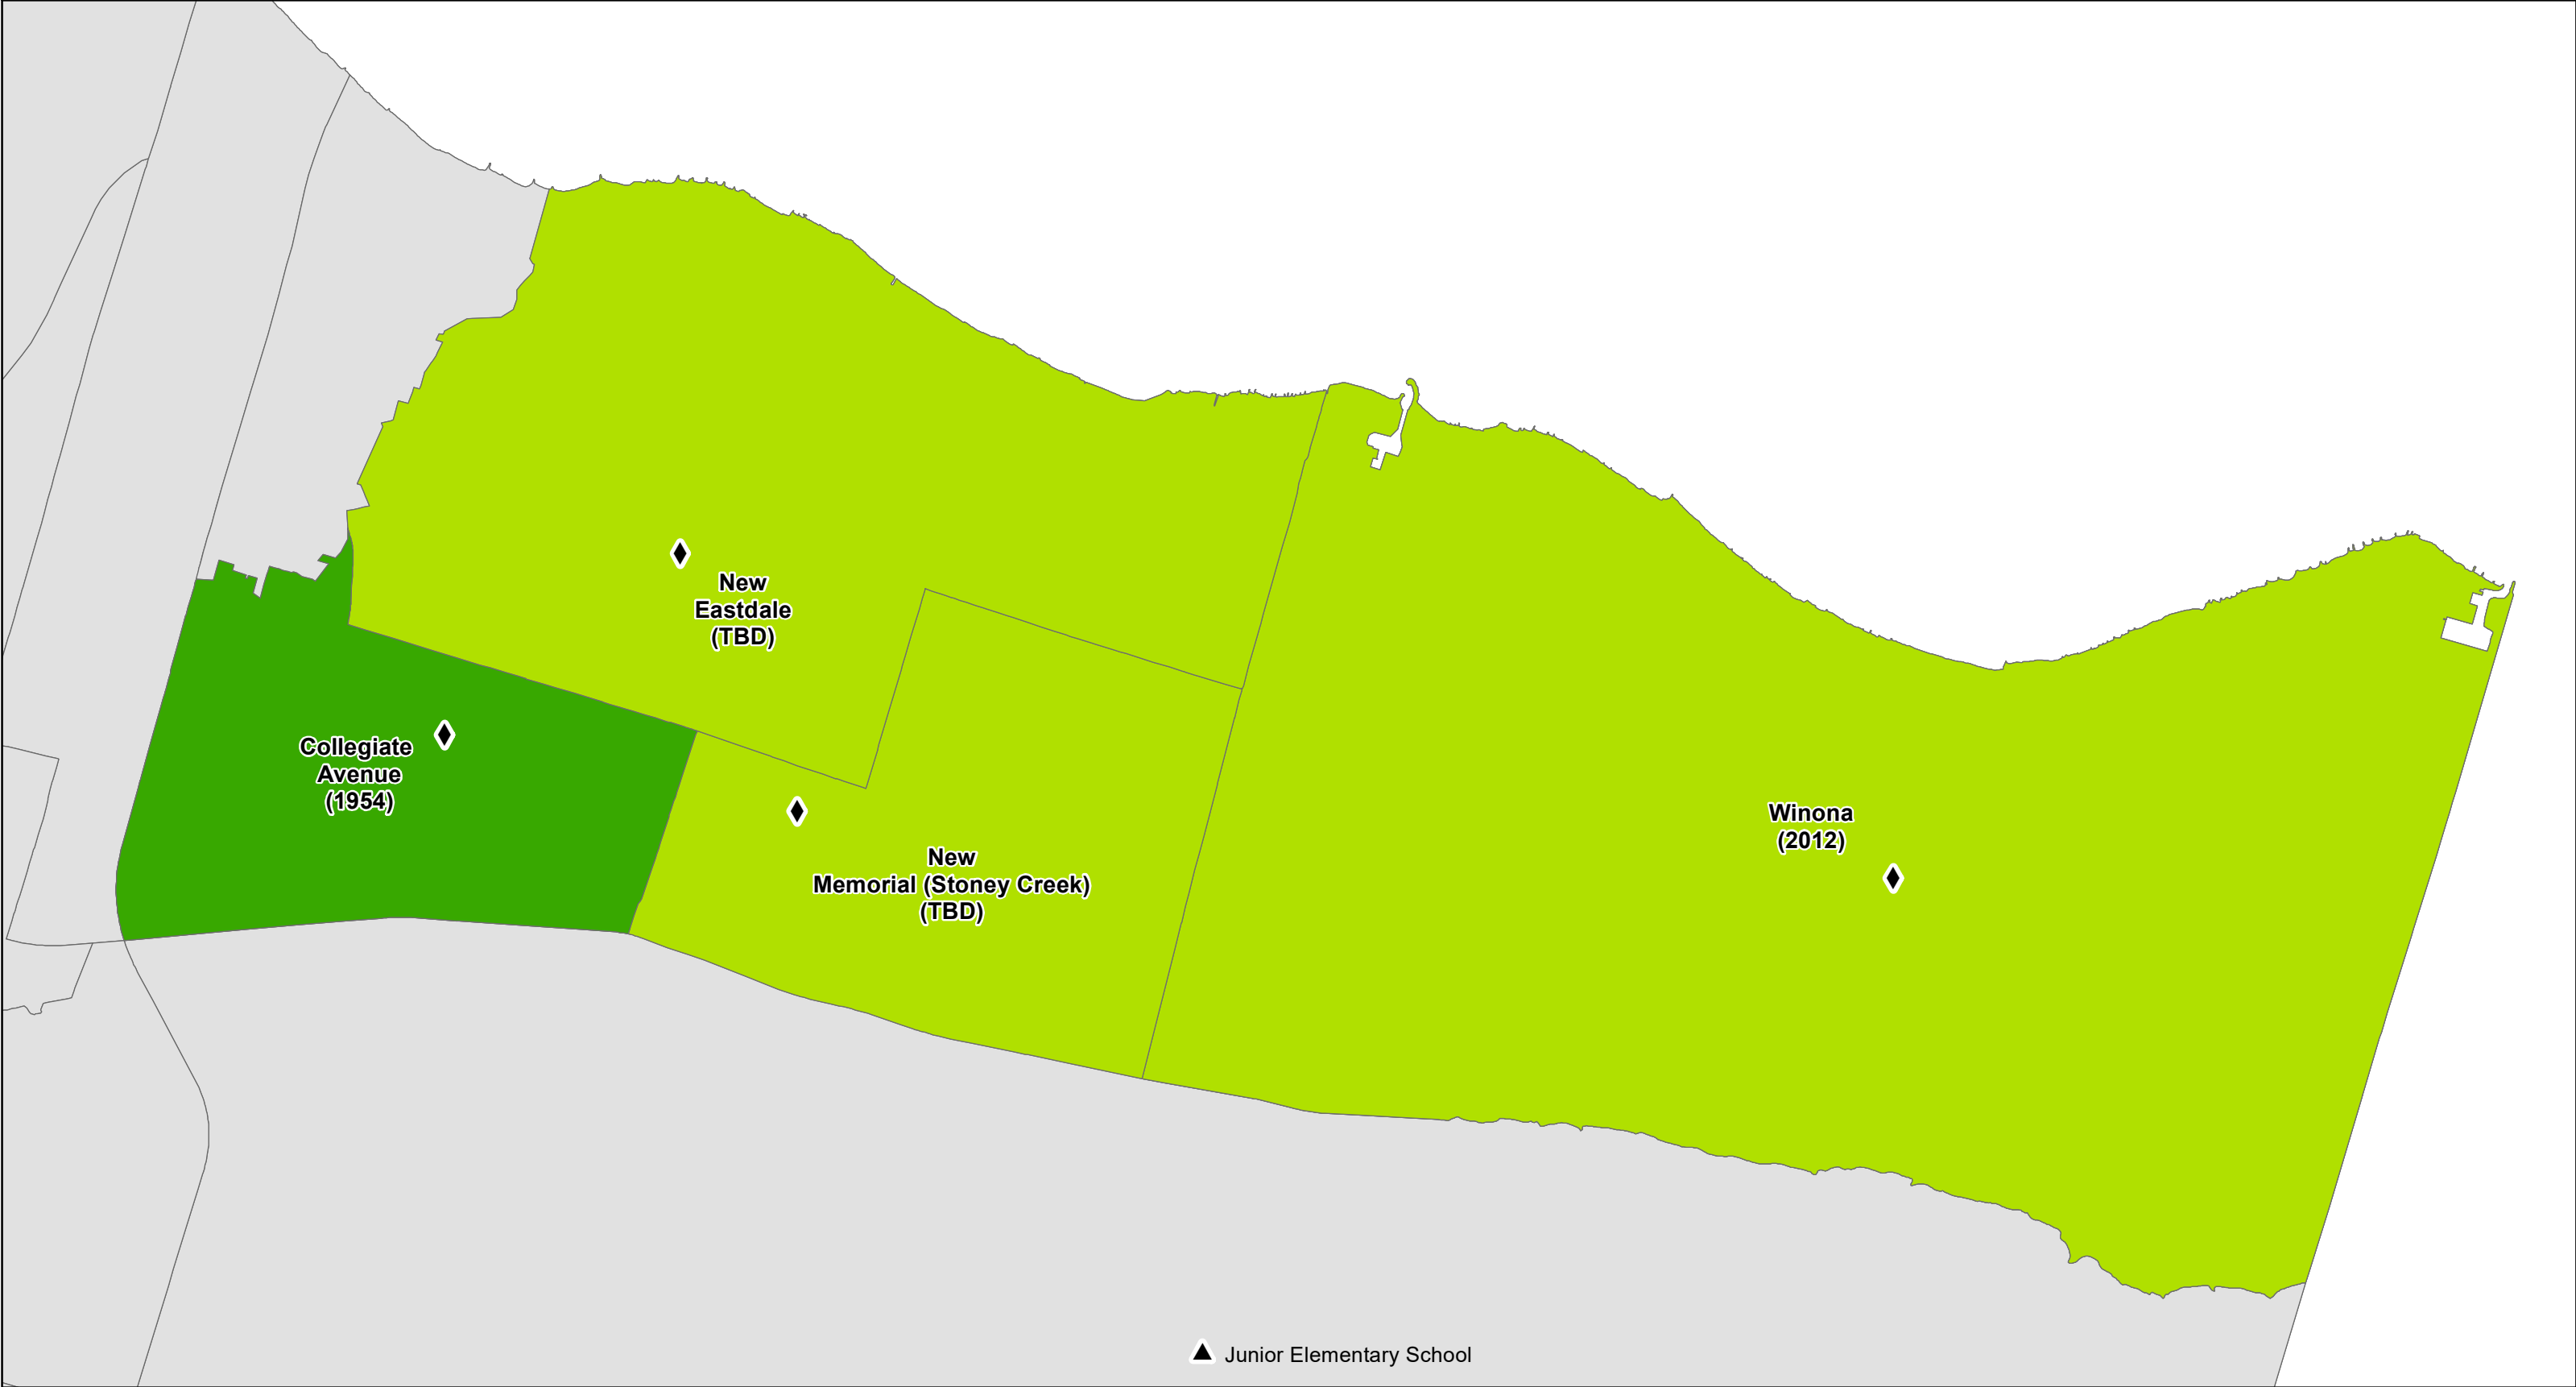 New
Eastdale
(TBD)
Collegiate
Avenue
(1954)
New
Memorial (Stoney Creek)
(TBD)
Winona
(2012)
Junior Elementary School